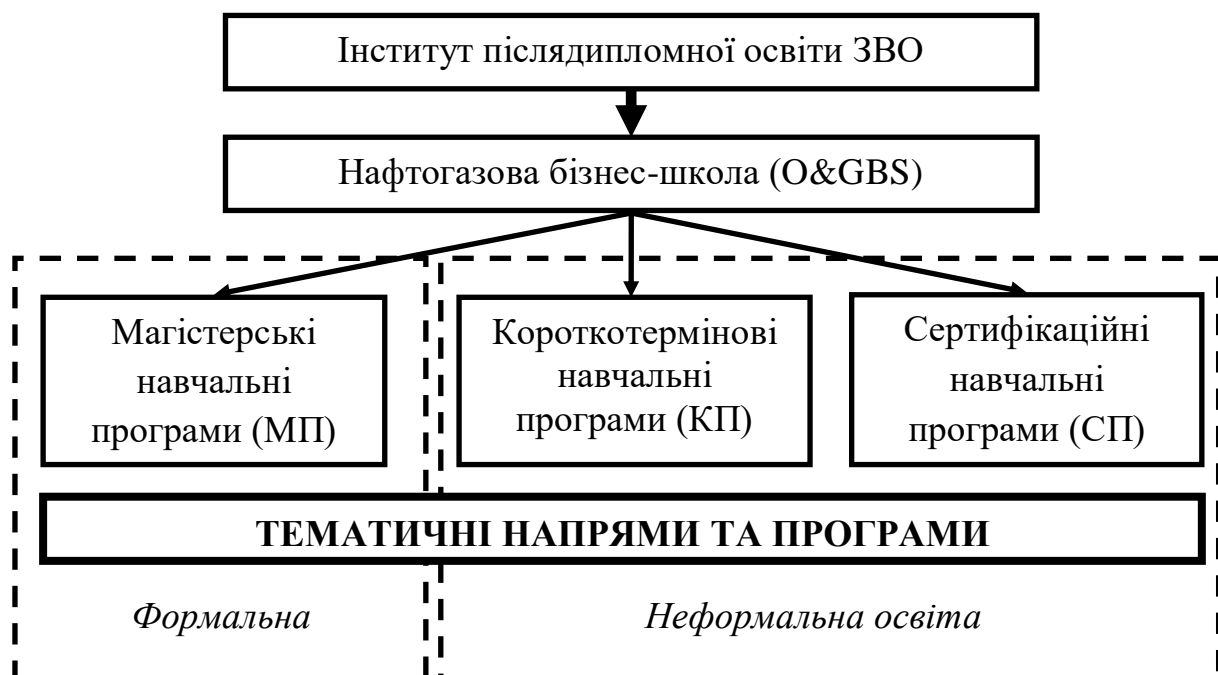 Інститут післядипломної освіти ЗВО
Нафтогазова бізнес-школа (O&GBS)
Магістерські
навчальні
програми (МП)
Короткотермінові
навчальні
програми (КП)
Сертифікаційні
навчальні
програми (СП)
ТЕМАТИЧНІ НАПРЯМИ ТА ПРОГРАМИ
Формальна
Неформальна освіта